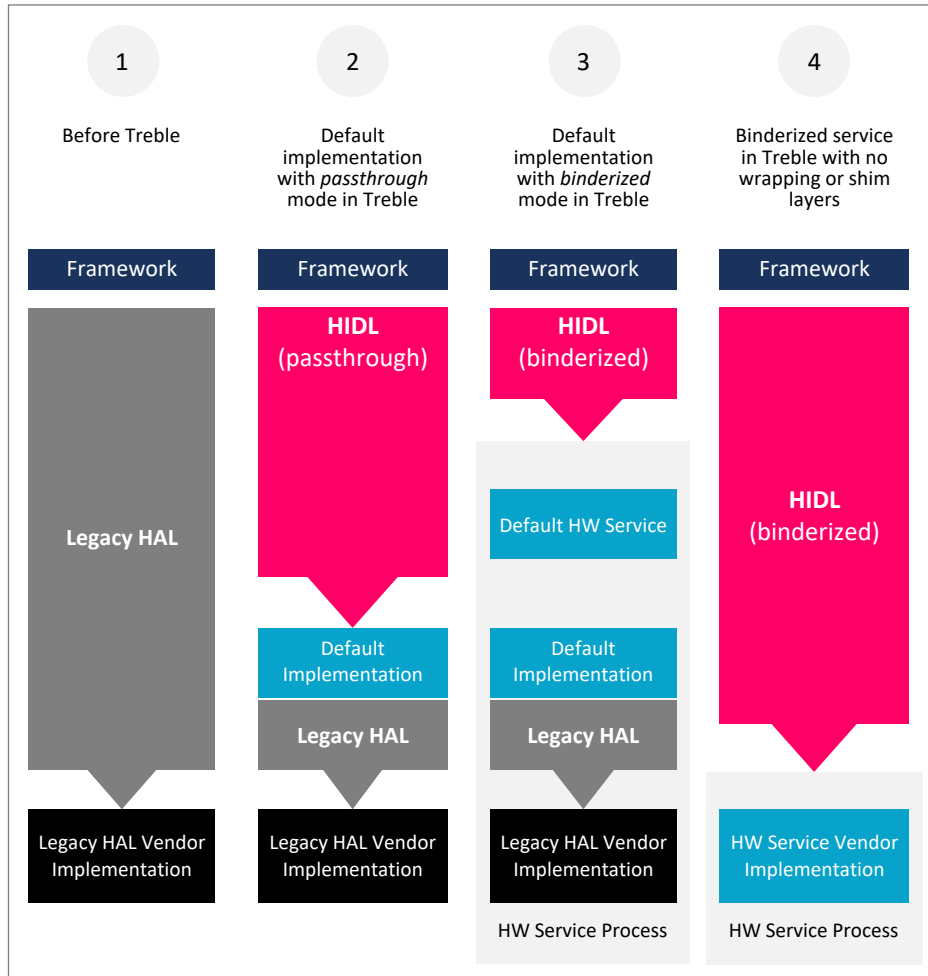 1
Before Treble
Framework
Legacy HAL
Legacy HAL Vendor
Implementation
2
Default
implementation
with passthrough
mode in Treble
Framework
HIDL
(passthrough)
Default
Implementation
Legacy HAL
Legacy HAL Vendor
Implementation
3
Default
implementation
with binderized
mode in Treble
Framework
HIDL
(binderized)
Default HW Service
Default
Implementation
Legacy HAL
Legacy HAL Vendor
Implementation
HW Service Process
4
Binderized service
in Treble with no
wrapping or shim
layers
Framework
HIDL
(binderized)
HW Service Vendor
Implementation
HW Service Process